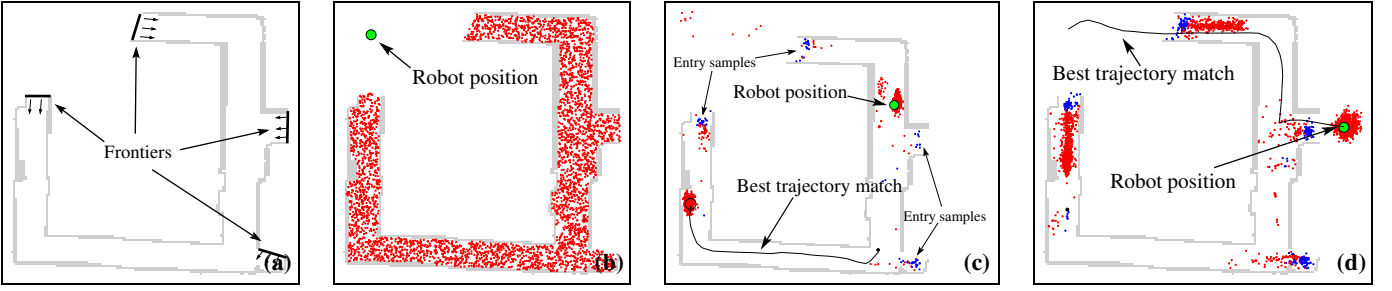 Frontiers
(a)
Robot position
(b)
Entry samples
Robot position
Best trajectory match
Entry samples
(c)
Best trajectory match
Robot position
(d)